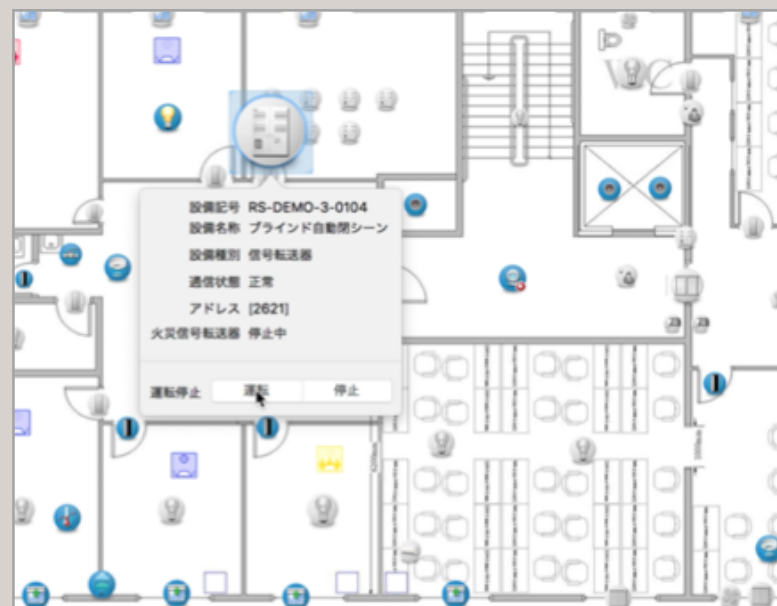 WC
設備記号 RS-DEMO-3-0104
設備名称 ブラインド自動閉シーン
設備種別 信号転送器
通信状態 正常
アドレス [2621]
火災信号転送器 停止中
運転停止 運転 停止